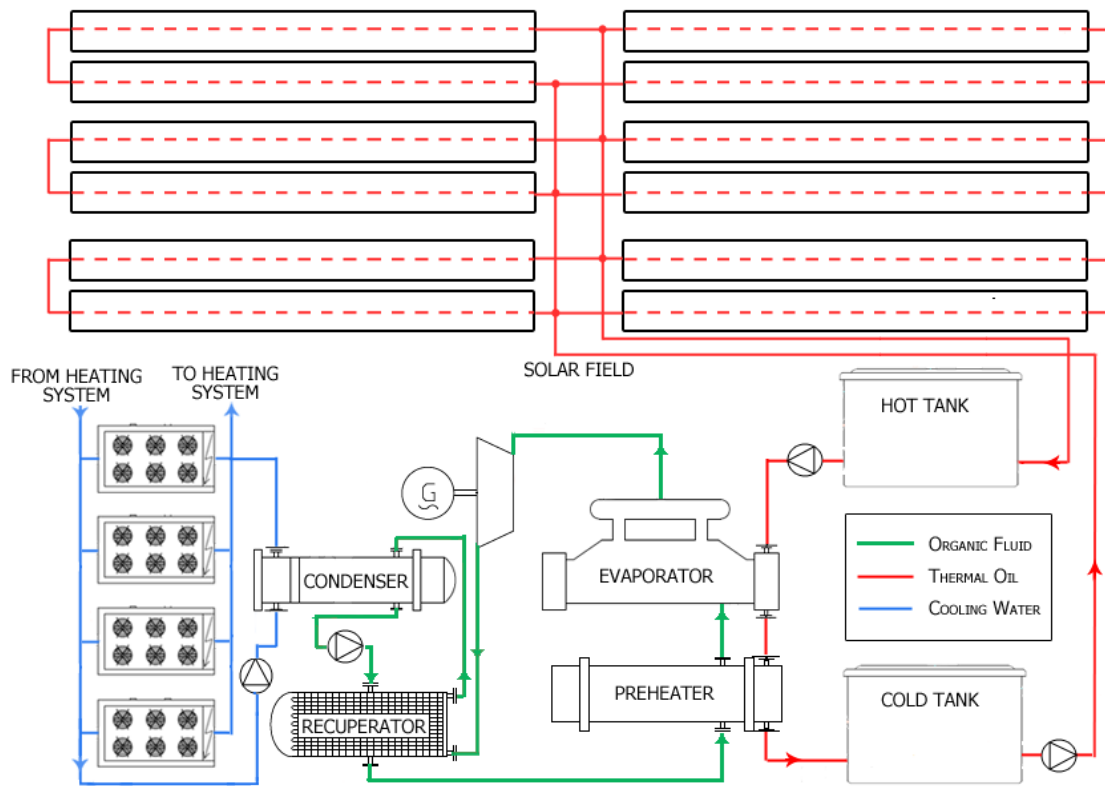 SOLAR FIELD
FROM HEATING
SYSTEM
TO HEATING
SYSTEM
HOT TANK
G
ORGANIC FLUID
THERMAL OIL
COOLING WATER
CONDENSER
EVAPORATOR
PREHEATER
COLD TANK
RECUPERATOR